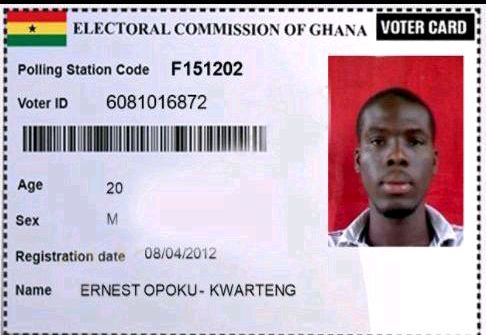 ELECTORAL COMMISSION OF GHANA VOTER CARD
Polling Station Code F151202
Voter ID 6081016872
Age 20
Sex M
Registration date 08/04/2012
Name ERNEST OPOKU- KWARTENG